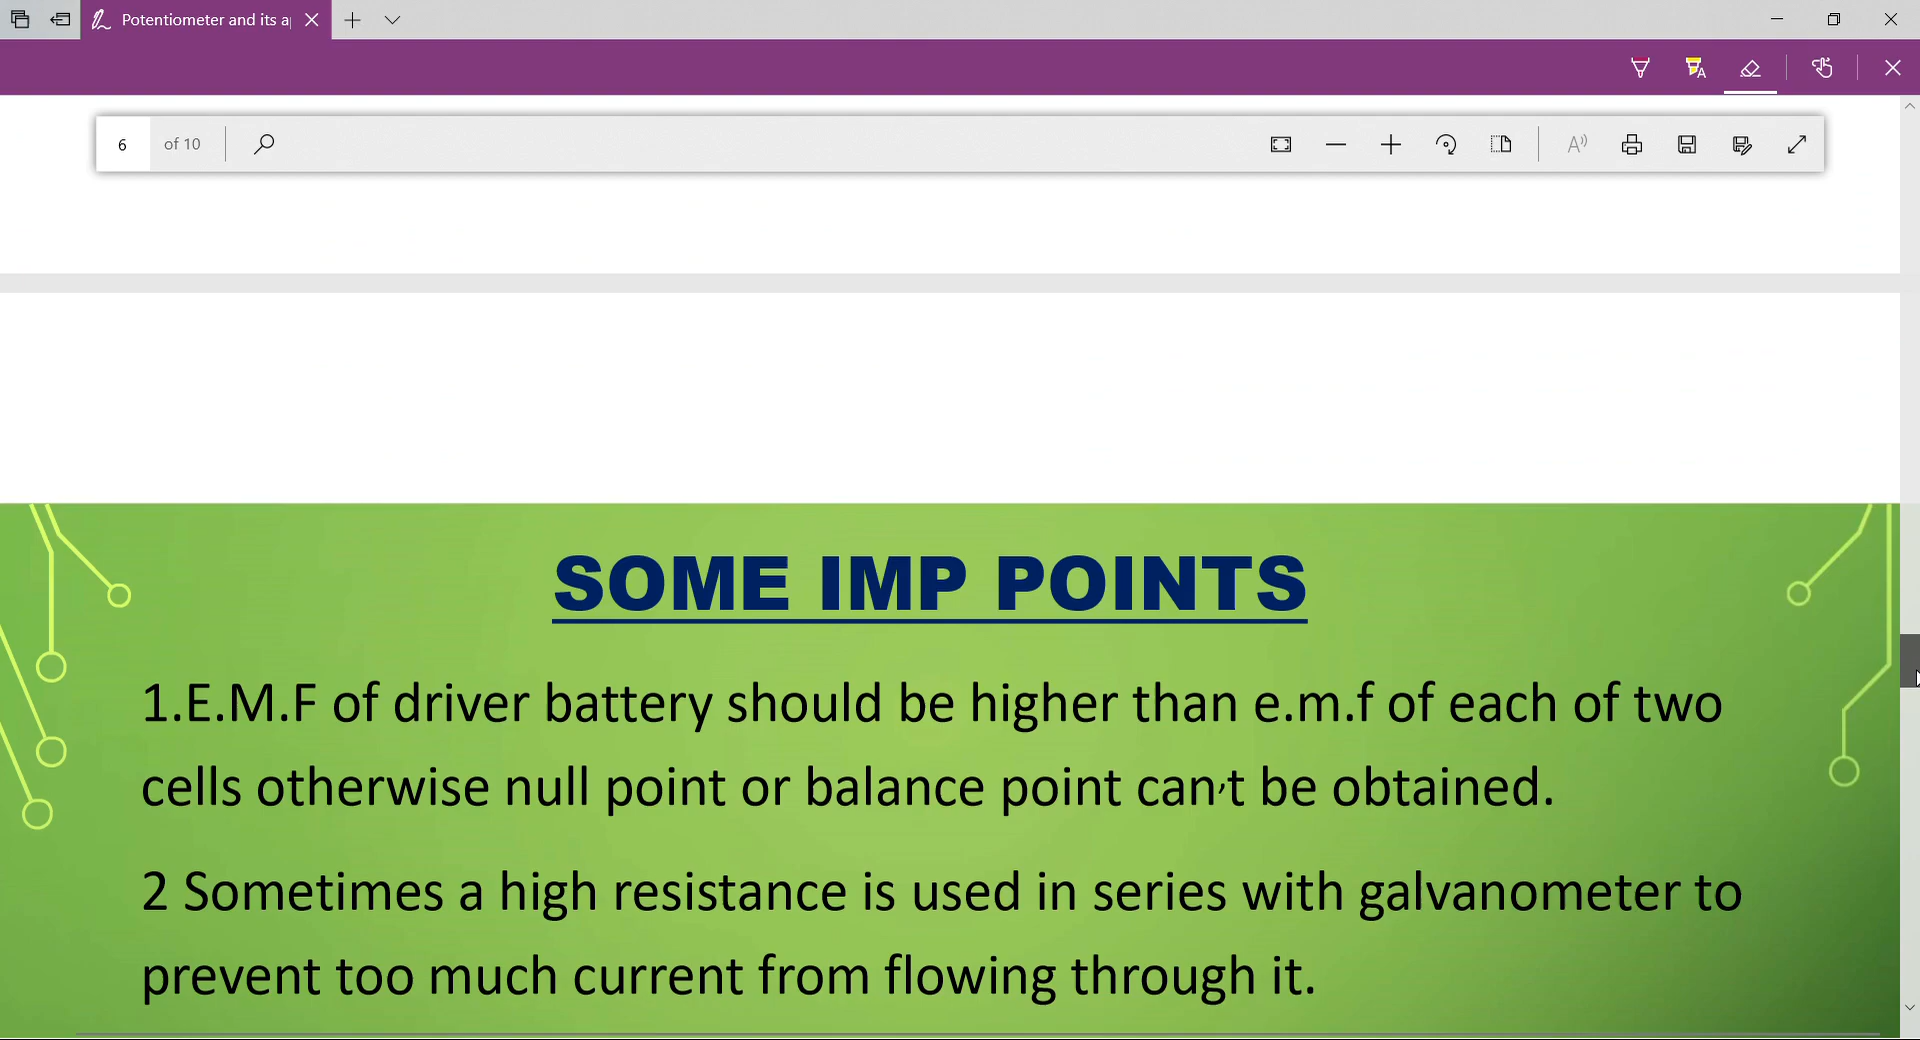 Potentiometer and its a
6 of 10
SOME IMP POINTS
1.E.M.F of driver battery should be higher than e.m.f of each of two
cells otherwise null point or balance point can't be obtained.
2 Sometimes a high resistance is used in series with galvanometer to
prevent too much current from flowing through it.